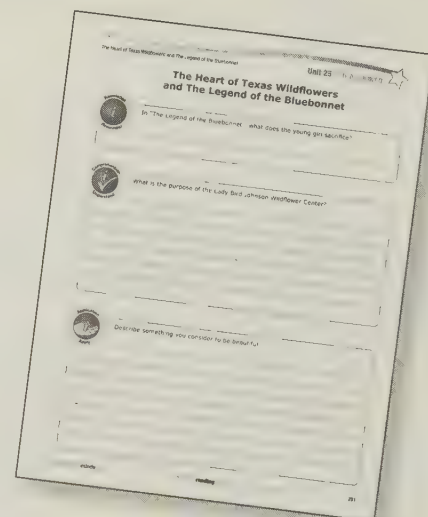 The Heart of Texas Wildflowers and The Legend of the Bluebonnet
Unit 25
The Heart of Texas Wildflowers
and The Legend of the Bluebonnet
In "The Legend of the Bluebonnet" what does the young girl sacrifice?
What is the purpose of the Lady Bird Johnson Wildflower Center?
Describe something you consider to be beautiful
reading